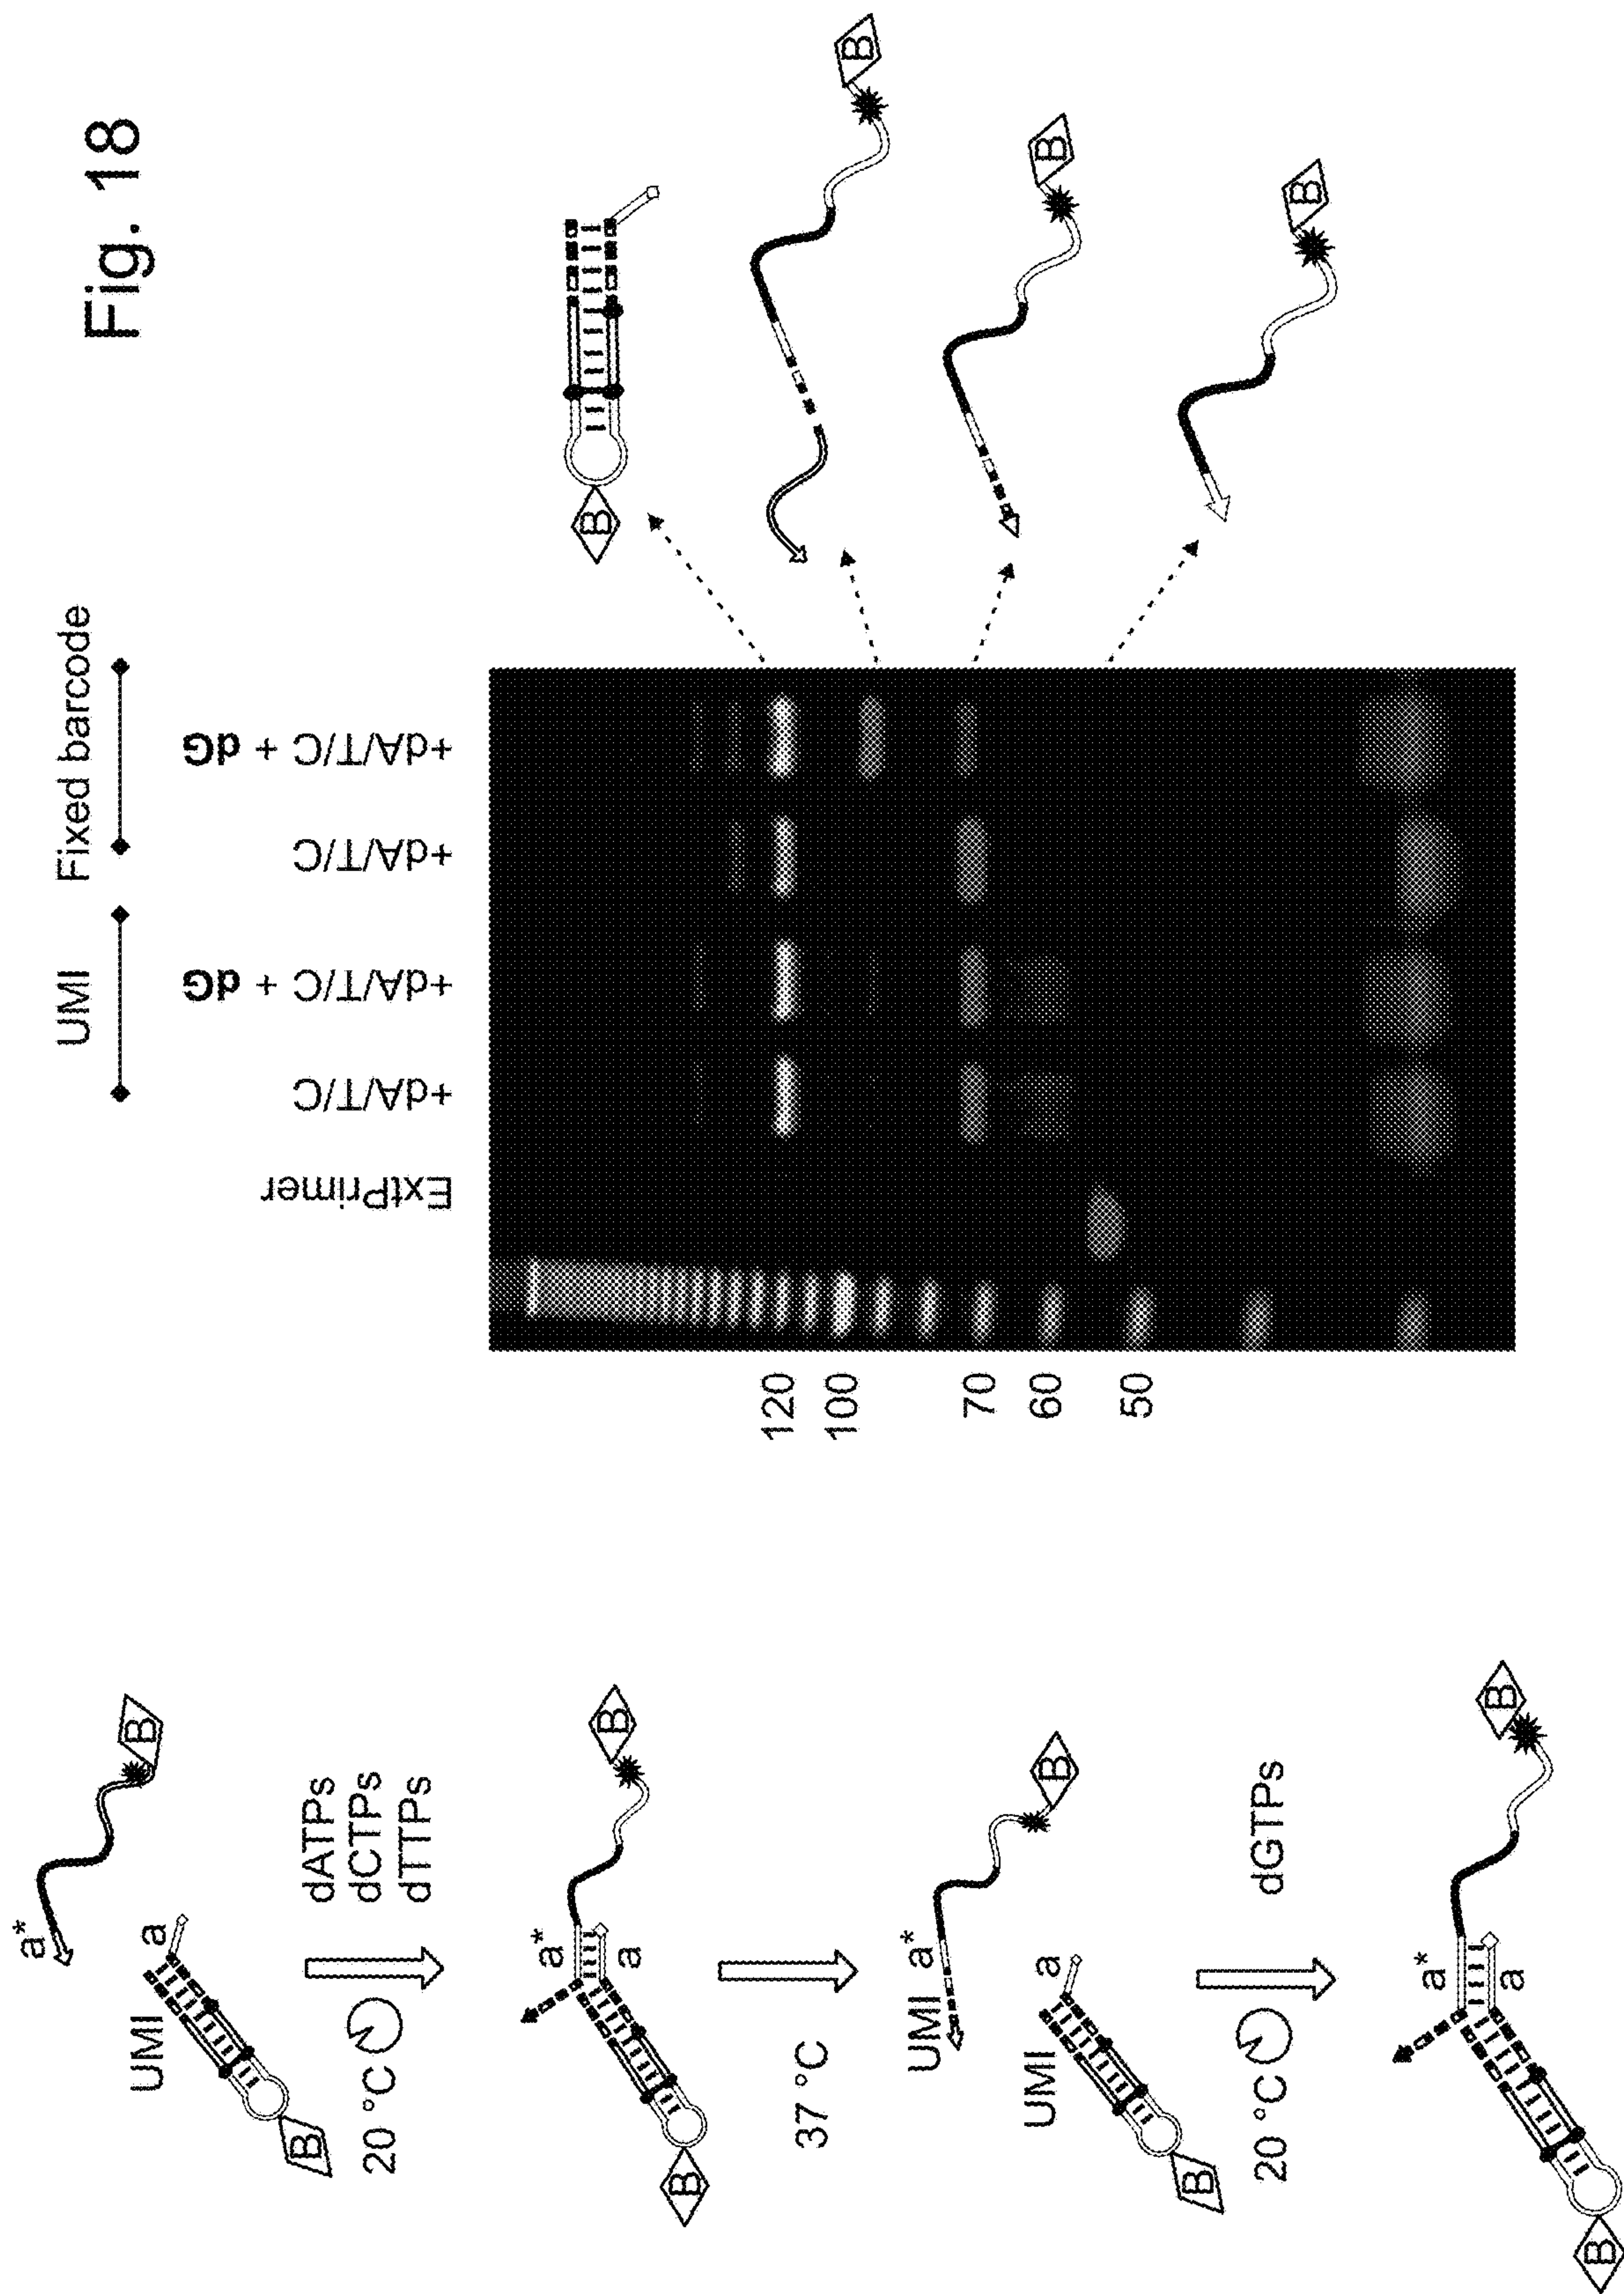 Fig. 18
UMI
Fixed barcode
ExtPrimer
+dA/T/C
+dA/T/C + dG
+dA/T/C
+dA/T/C + dG
120
100
70
60
50
B
B
B
B
a*
a
UMI
B
B
20 °C
dATPs
dCTPs
dTTPs
a*
a
B
B
37 °C
UMI a*
UMI
a
B
B
20 °C
dGTPs
a*
a
B
B